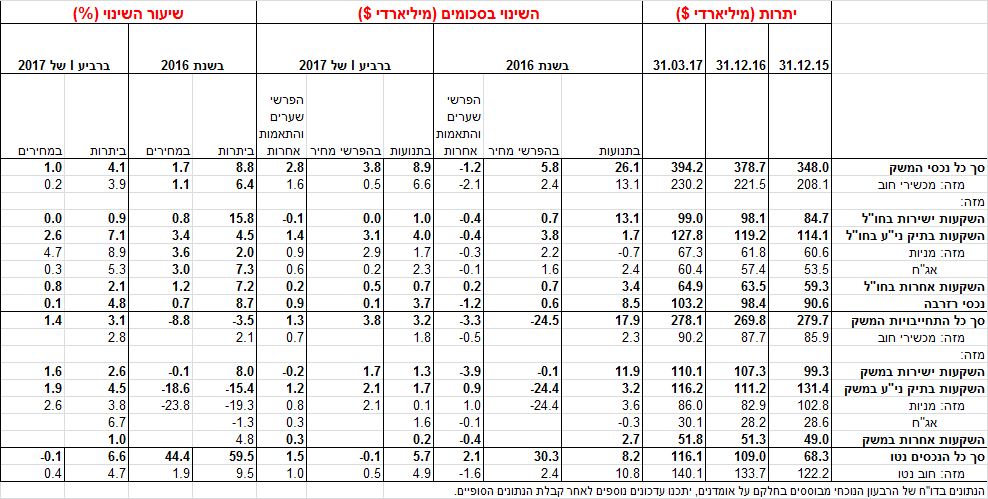 יתרות (מיליארדי $) השינוי בסכומים (מיליארדי $) שיעור השינוי (%)
31.12.15 31.12.16 31.03.17 בשנת 2016 ברביע I של 2017 בשנת 2016 ברביע I של 2017
הפרשי הפרשי
שערים שערים
והתאמות והתאמות
בתנועות בהפרשי מחיר אחרות בתנועות בהפרשי מחיר אחרות ביתרות במחירים ביתרות במחירים
סך כל נכסי המשק 348.0 378.7 394.2 26.1 5.8 -1.2 8.9 3.8 2.8 8.8 1.7 4.1 1.0
מזה: מכשירי חוב 208.1 221.5 230.2 13.1 2.4 -2.1 6.6 0.5 1.6 6.4 1.1 3.9 0.2
מזה:
השקעות ישירות בחו"ל 84.7 98.1 99.0 13.1 0.7 -0.4 1.0 0.0 -0.1 15.8 0.8 0.9 0.0
השקעות בתיק ני"ע בחו"ל 114.1 119.2 127.8 1.7 3.8 -0.4 4.0 3.1 1.4 4.5 3.4 7.1 2.6
מזה: מניות 60.6 61.8 67.3 -0.7 2.2 -0.3 1.7 2.9 0.9 2.0 3.6 8.9 4.7
אג"ח 53.5 57.4 60.4 2.4 1.6 -0.1 2.3 0.2 0.6 7.3 3.0 5.3 0.3
השקעות אחרות בחו"ל 59.3 63.5 64.9 3.4 0.7 0.2 0.7 0.5 0.2 7.2 1.2 2.1 0.8
נכסי רזרבה 90.6 98.4 103.2 8.5 0.6 -1.2 3.7 0.1 0.9 8.7 0.7 4.8 0.1
סך כל התחייבויות המשק 279.7 269.8 278.1 17.9 -24.5 -3.3 3.2 3.8 1.3 -3.5 -8.8 3.1 1.4
מזה: מכשירי חוב 85.9 87.7 90.2 2.3 -0.5 1.8 0.7 2.1 2.8
מזה:
השקעות ישירות במשק 99.3 107.3 110.1 11.9 -0.1 -3.9 1.3 1.7 -0.2 8.0 -0.1 2.6 1.6
השקעות בתיק ני"ע במשק 131.4 111.2 116.2 3.2 -24.4 0.9 1.7 2.1 1.2 -15.4 -18.6 4.5 1.9
מזה: מניות 102.8 82.9 86.0 3.6 -24.4 1.0 0.1 2.1 0.8 -19.3 -23.8 3.8 2.6
אג"ח 28.6 28.2 30.1 -0.3 -0.1 1.6 0.3 -1.3 6.7
השקעות אחרות במשק 49.0 51.3 51.8 2.7 -0.4 0.2 0.3 4.8 1.0
סך כל הנכסים נטו 68.3 109.0 116.1 8.2 30.3 2.1 5.7 -0.1 1.5 59.5 44.4 6.6 -0.1
מזה: חוב נטו 122.2 133.7 140.1 10.8 2.4 -1.6 4.9 0.5 1.0 9.5 1.9 4.7 0.4
הנתונים בדו"ח של הרבעון הנוכחי מבוססים בחלקם על אומדנים, יתכנו עדכונים נוספים לאחר קבלת הנתונים הסופיים.